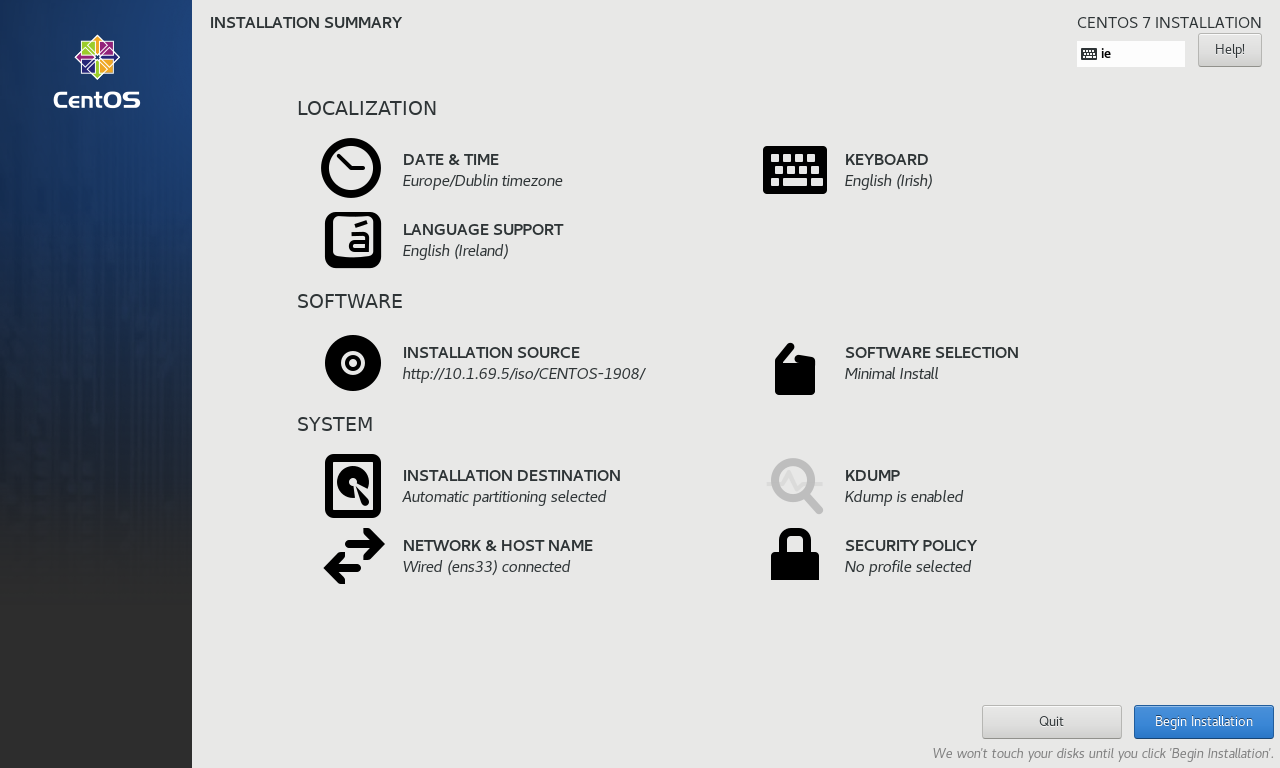 INSTALLATION SUMMARY
CENTOS 7 INSTALLATION
ie
Help!
CentOS
LOCALIZATION
DATE & TIME
Europe/Dublin timezone
KEYBOARD
English (Irish)
á
LANGUAGE SUPPORT
English (Ireland)
SOFTWARE
INSTALLATION SOURCE
http://10.1.69.5/iso/CENTOS-1908/
SOFTWARE SELECTION
Minimal Install
SYSTEM
INSTALLATION DESTINATION
Automatic partitioning selected
KDUMP
Kdump is enabled
NETWORK & HOST NAME
Wired (ens33) connected
SECURITY POLICY
No profile selected
Quit
Begin Installation
We won't touch your disks until you click 'Begin Installation'.